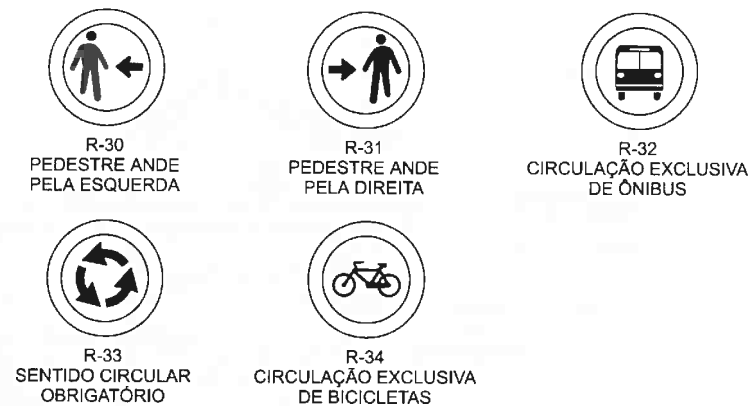 R-30
PEDESTRE ANDE
PELA ESQUERDA
R-31
PEDESTRE ANDE
PELA DIREITA
R-32
CIRCULAÇÃO EXCLUSIVA
DE ÔNIBUS
R-33
SENTIDO CIRCULAR
OBRIGATÓRIO
R-34
CIRCULAÇÃO EXCLUSIVA
DE BICICLETAS